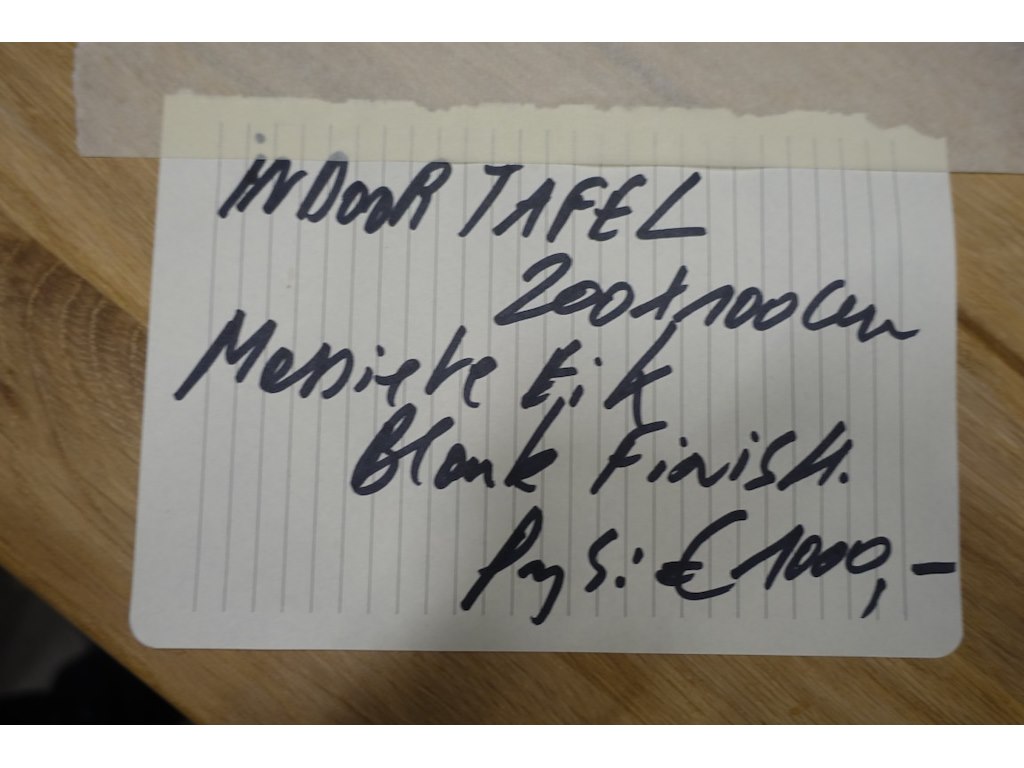 INDOOR TAFEL
200x100cm
Massieve Eik
Blank Finish.
Prijs: € 1000,-